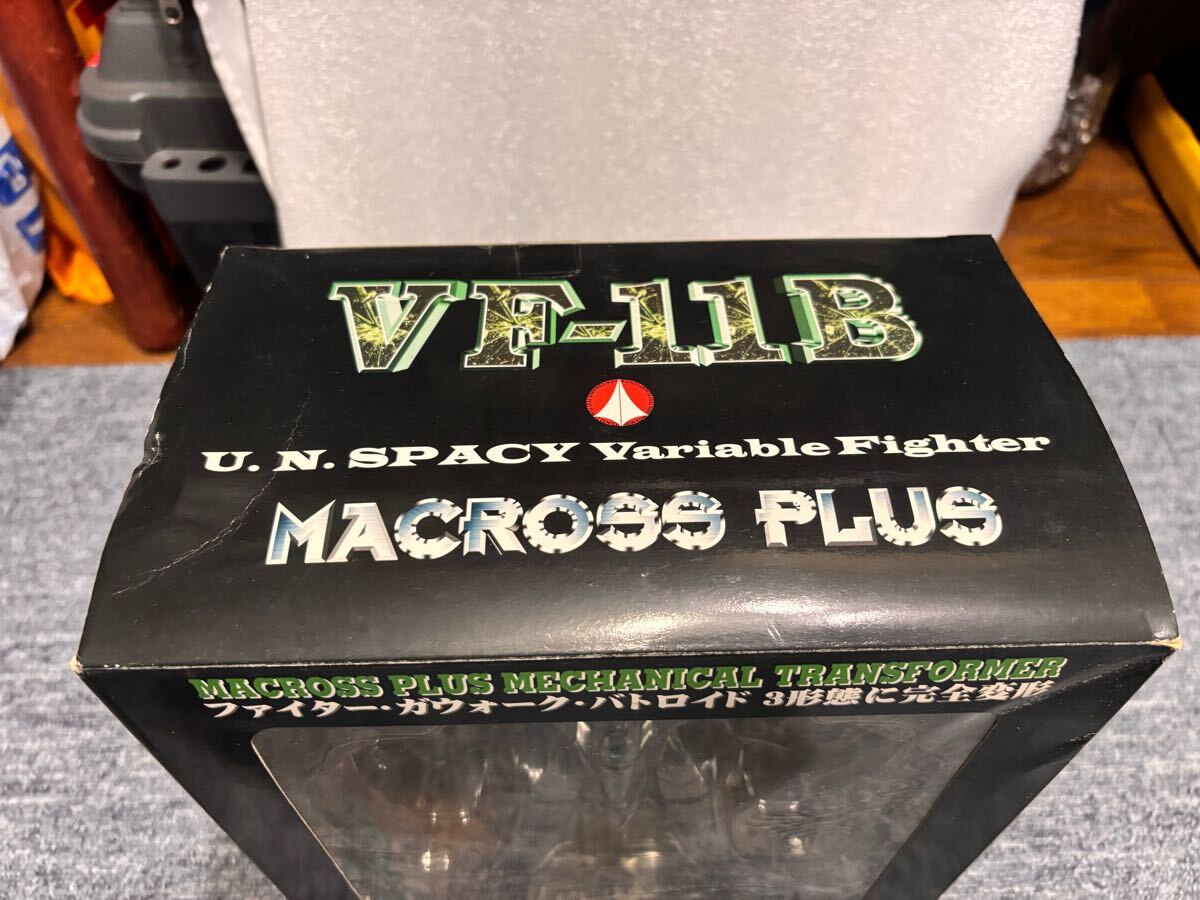 VF-11B
U.N. SPACY Variable Fighter
MACROSS PLUS
MACROSS PLUS MECHANICAL TRANSFORMER
ファイター・ガウォーク・バトロイド 3形態に完全変形